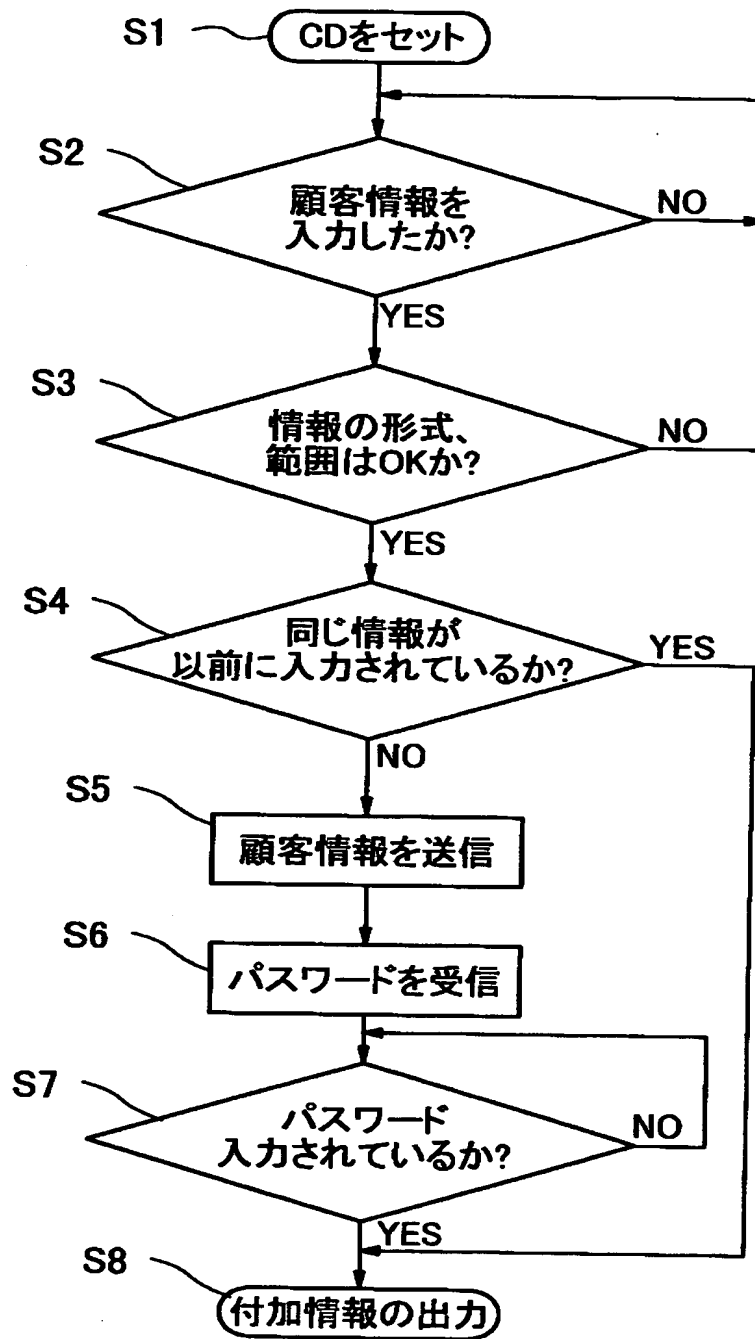 S1
CDをセット
S2
顧客情報を
入力したか?
NO
YES
S3
情報の形式、
範囲はOKか?
NO
YES
S4
同じ情報が
以前に入力されているか?
YES
NO
S5
顧客情報を送信
S6
パスワードを受信
S7
パスワード
入力されているか?
NO
YES
S8
付加情報の出力